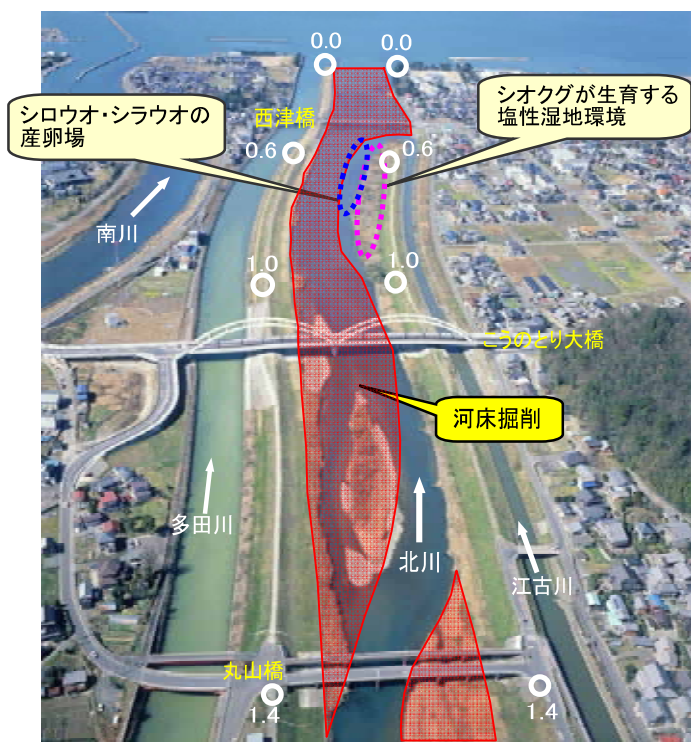 0.0
0.0
シロウオ・シラウオの
産卵場
西津橋
シオクグが生育する
塩性湿地環境
0.6
0.6
南川
1.0
1.0
こうのとり大橋
河床掘削
多田川
北川
江古川
丸山橋
1.4
1.4